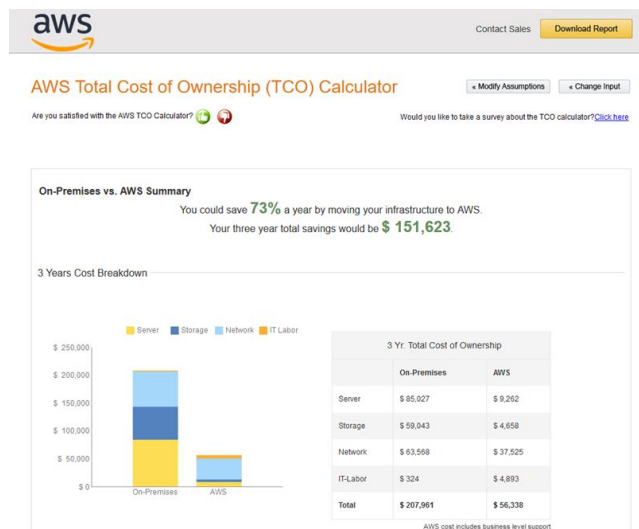 aws
Contact Sales
Download Report
AWS Total Cost of Ownership (TCO) Calculator
« Modify Assumptions
« Change Input
Are you satisfied with the AWS TCO Calculator?
Would you like to take a survey about the TCO calculator?Click here
On-Premises vs. AWS Summary
You could save 73% a year by moving your infrastructure to AWS.
Your three year total savings would be $ 151,623.
3 Years Cost Breakdown
Server Storage Network IT Labor
$ 250,000
$ 200,000
$ 150,000
$ 100,000
$ 50,000
$ 0
On-Premises AWS
3 Yr. Total Cost of Ownership
On-Premises AWS
Server $ 85,027 $ 9,262
Storage $ 59,043 $ 4,658
Network $ 63,568 $ 37,525
IT-Labor $ 324 $ 4,893
Total $ 207,961 $ 56,338
AWS cost includes business level support